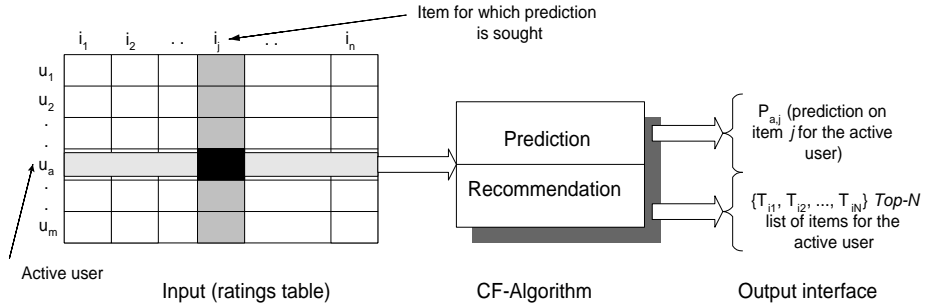 Item for which prediction
is sought
i1 i2 . . ij . . in
u1
u2
.
.
ua
.
.
um
Active user
Input (ratings table)
Prediction
Recommendation
CF-Algorithm
Pa,j (prediction on
item j for the active
user)
{Ti1, Ti2, ..., TiN} Top-N
list of items for the
active user
Output interface